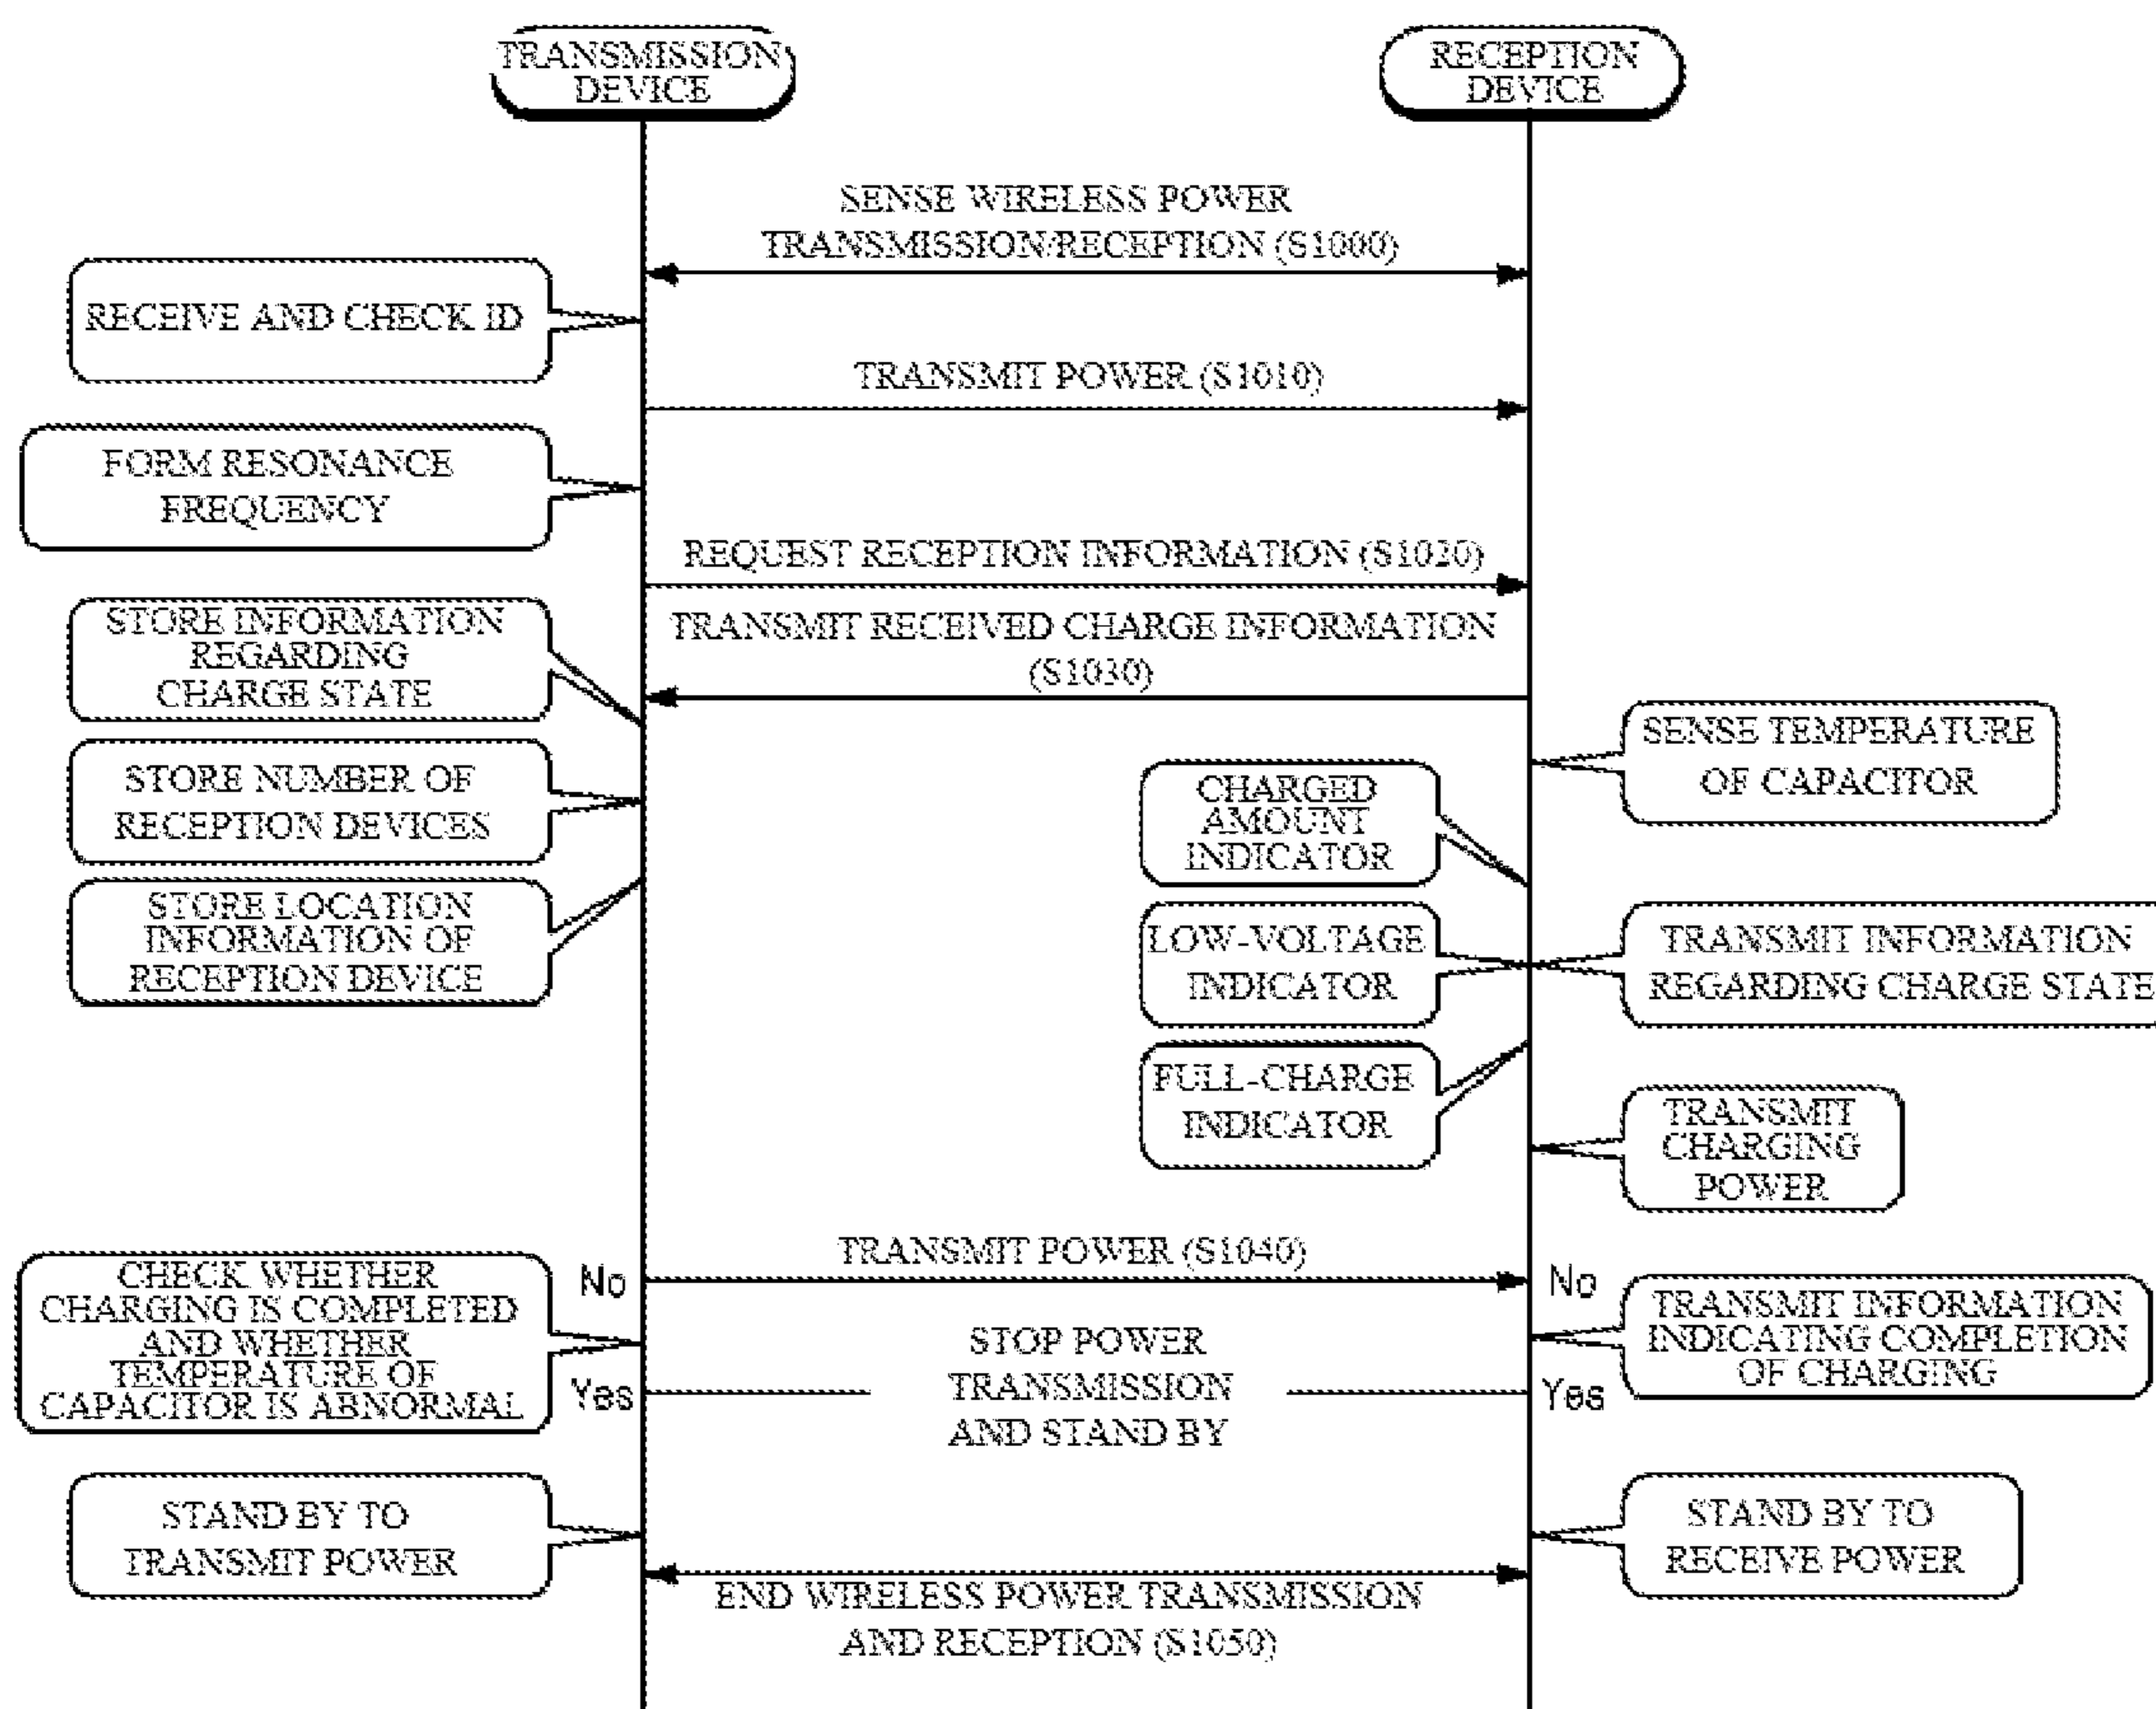 TRANSMISSION
DEVICE
RECEPTION
DEVICE
SENSE WIRELESS POWER
TRANSMISSION/RECEPTION (S1000)
RECEIVE AND CHECK ID
TRANSMIT POWER (S1010)
FORM RESONANCE
FREQUENCY
REQUEST RECEPTION INFORMATION (S1020)
STORE INFORMATION
REGARDING
CHARGE STATE
TRANSMIT RECEIVED CHARGE INFORMATION
(S1030)
SENSE TEMPERATURE
OF CAPACITOR
STORE NUMBER OF
RECEPTION DEVICES
CHARGED
AMOUNT
INDICATOR
STORE LOCATION
INFORMATION OF
RECEPTION DEVICE
LOW-VOLTAGE
INDICATOR
TRANSMIT INFORMATION
REGARDING CHARGE STATE
FULL-CHARGE
INDICATOR
TRANSMIT
CHARGING
POWER
TRANSMIT POWER (S1040)
No
No
CHECK WHETHER
CHARGING IS COMPLETED
AND WHETHER
TEMPERATURE OF
CAPACITOR IS ABNORMAL
STOP POWER
TRANSMISSION
AND STAND BY
TRANSMIT INFORMATION
INDICATING COMPLETION
OF CHARGING
Yes
Yes
STAND BY TO
TRANSMIT POWER
STAND BY TO
RECEIVE POWER
END WIRELESS POWER TRANSMISSION
AND RECEPTION (S1050)